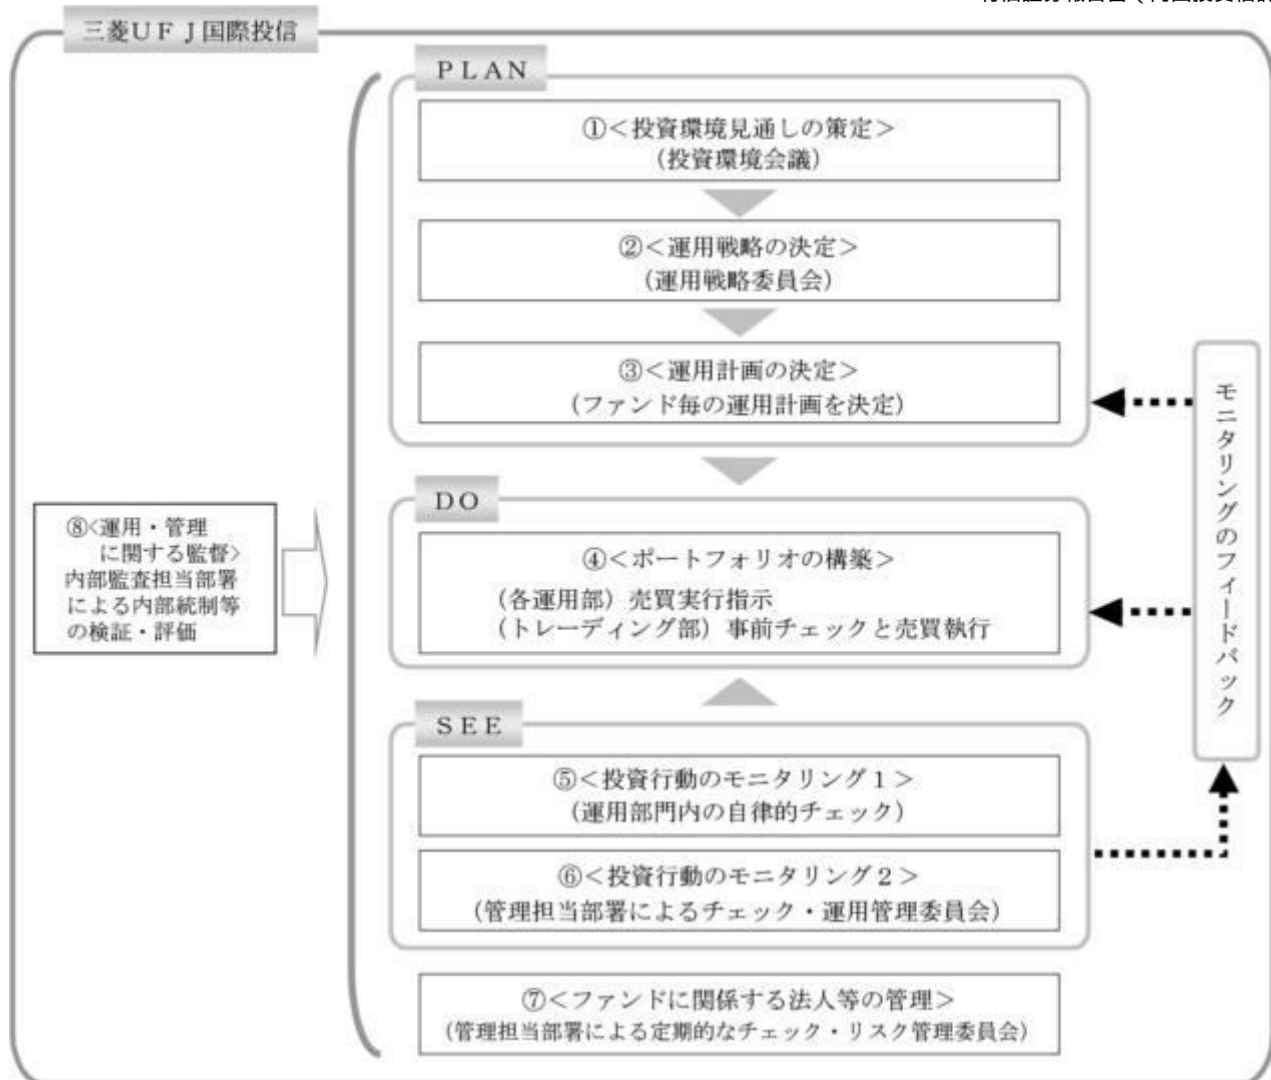 三菱ＵＦＪ国際投信
ＰＬＡＮ
①＜投資環境見通しの策定＞
（投資環境会議）
②＜運用戦略の決定＞
（運用戦略委員会）
③＜運用計画の決定＞
（ファンド毎の運用計画を決定）
ＤＯ
④＜ポートフォリオの構築＞
（各運用部）売買実行指示
（トレーディング部）事前チェックと売買執行
ＳＥＥ
⑤＜投資行動のモニタリング１＞
（運用部門内の自律的チェック）
⑥＜投資行動のモニタリング２＞
（管理担当部署によるチェック・運用管理委員会）
⑦＜ファンドに関係する法人等の管理＞
（管理担当部署による定期的なチェック・リスク管理委員会）
⑧<運用・管理
に関する監督>
内部監査担当部署
による内部統制等
の検証・評価
モニタリングのフィードバック